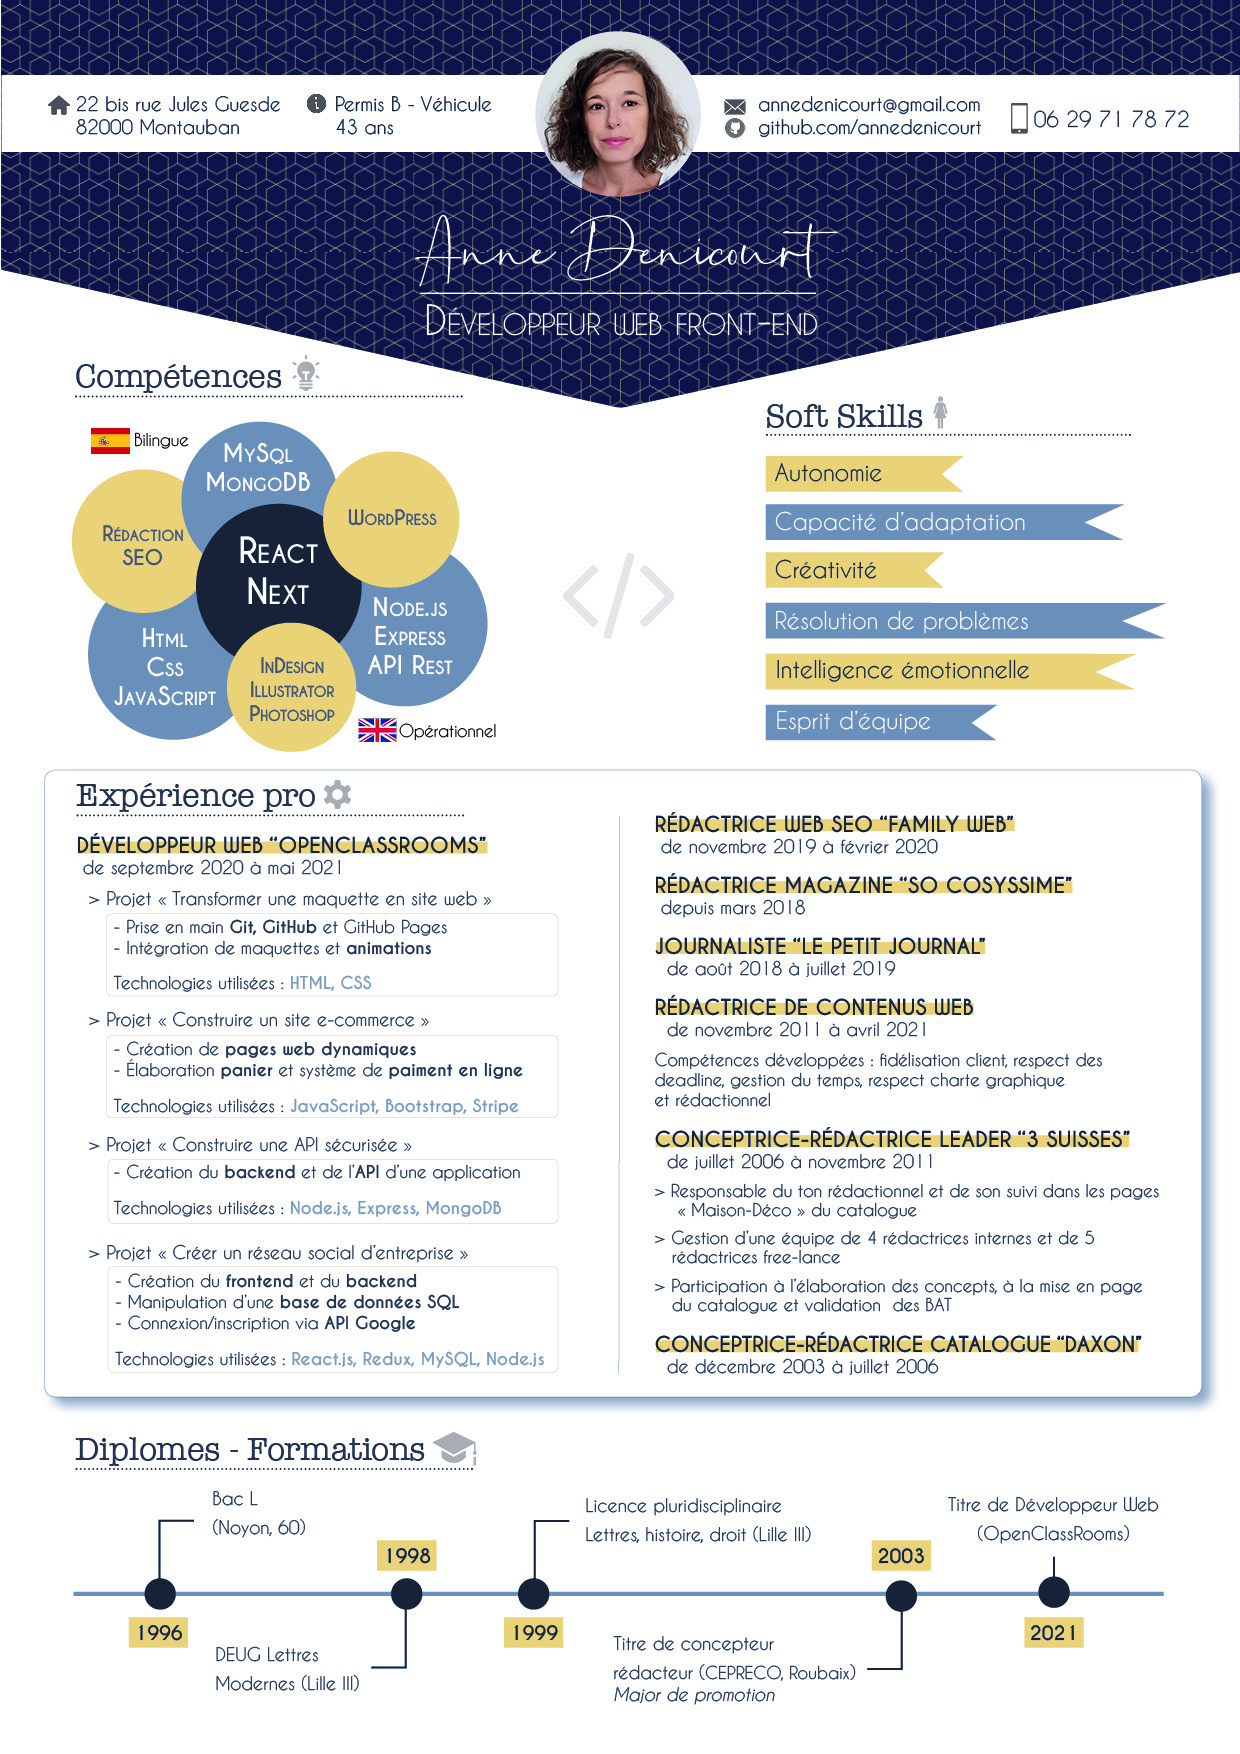 22 bis rue Jules Guesde
82000 Montauban
Permis B - Véhicule
43 ans
annedenicourt@gmail.com
github.com/annedenicourt
06 29 71 78 72
Anne Denicourt
Développeur web front-end
Compétences
Bilingue
MySql
MongoDB
WordPress
Rédaction
SEO
React
Next
Node.js
Express
API Rest
Html
Css
JavaScript
InDesign
Illustrator
Photoshop
Opérationnel
</>
Soft Skills
Autonomie
Capacité d'adaptation
Créativité
Résolution de problèmes
Intelligence émotionnelle
Esprit d'équipe
Expérience pro
DÉVELOPPEUR WEB “OPENCLASSROOMS”
de septembre 2020 à mai 2021
> Projet « Transformer une maquette en site web »
- Prise en main Git, GitHub et GitHub Pages
- Intégration de maquettes et animations
Technologies utilisées : HTML, CSS
> Projet « Construire un site e-commerce »
- Création de pages web dynamiques
- Élaboration panier et système de paiment en ligne
Technologies utilisées : JavaScript, Bootstrap, Stripe
> Projet « Construire une API sécurisée »
- Création du backend et de l'API d'une application
Technologies utilisées : Node.js, Express, MongoDB
> Projet « Créer un réseau social d'entreprise »
- Création du frontend et du backend
- Manipulation d'une base de données SQL
- Connexion/inscription via API Google
Technologies utilisées : React.js, Redux, MySQL, Node.js
RÉDACTRICE WEB SEO “FAMILY WEB”
de novembre 2019 à février 2020
RÉDACTRICE MAGAZINE “SO COSYSSIME”
depuis mars 2018
JOURNALISTE “LE PETIT JOURNAL”
de août 2018 à juillet 2019
RÉDACTRICE DE CONTENUS WEB
de novembre 2011 à avril 2021
Compétences développées : fidélisation client, respect des
deadline, gestion du temps, respect charte graphique
et rédactionnel
CONCEPTRICE-RÉDACTRICE LEADER “3 SUISSES”
de juillet 2006 à novembre 2011
> Responsable du ton rédactionnel et de son suivi dans les pages
« Maison-Déco » du catalogue
> Gestion d'une équipe de 4 rédactrices internes et de 5
rédactrices free-lance
> Participation à l'élaboration des concepts, à la mise en page
du catalogue et validation des BAT
CONCEPTRICE-RÉDACTRICE CATALOGUE “DAXON”
de décembre 2003 à juillet 2006
Diplomes - Formations
Bac L
(Noyon, 60)
1996
1998
DEUG Lettres
Modernes (Lille III)
Licence pluridisciplinaire
Lettres, histoire, droit (Lille III)
1999
2003
Titre de concepteur
rédacteur (CEPRECO, Roubaix)
Major de promotion
Titre de Développeur Web
(OpenClassRooms)
2021